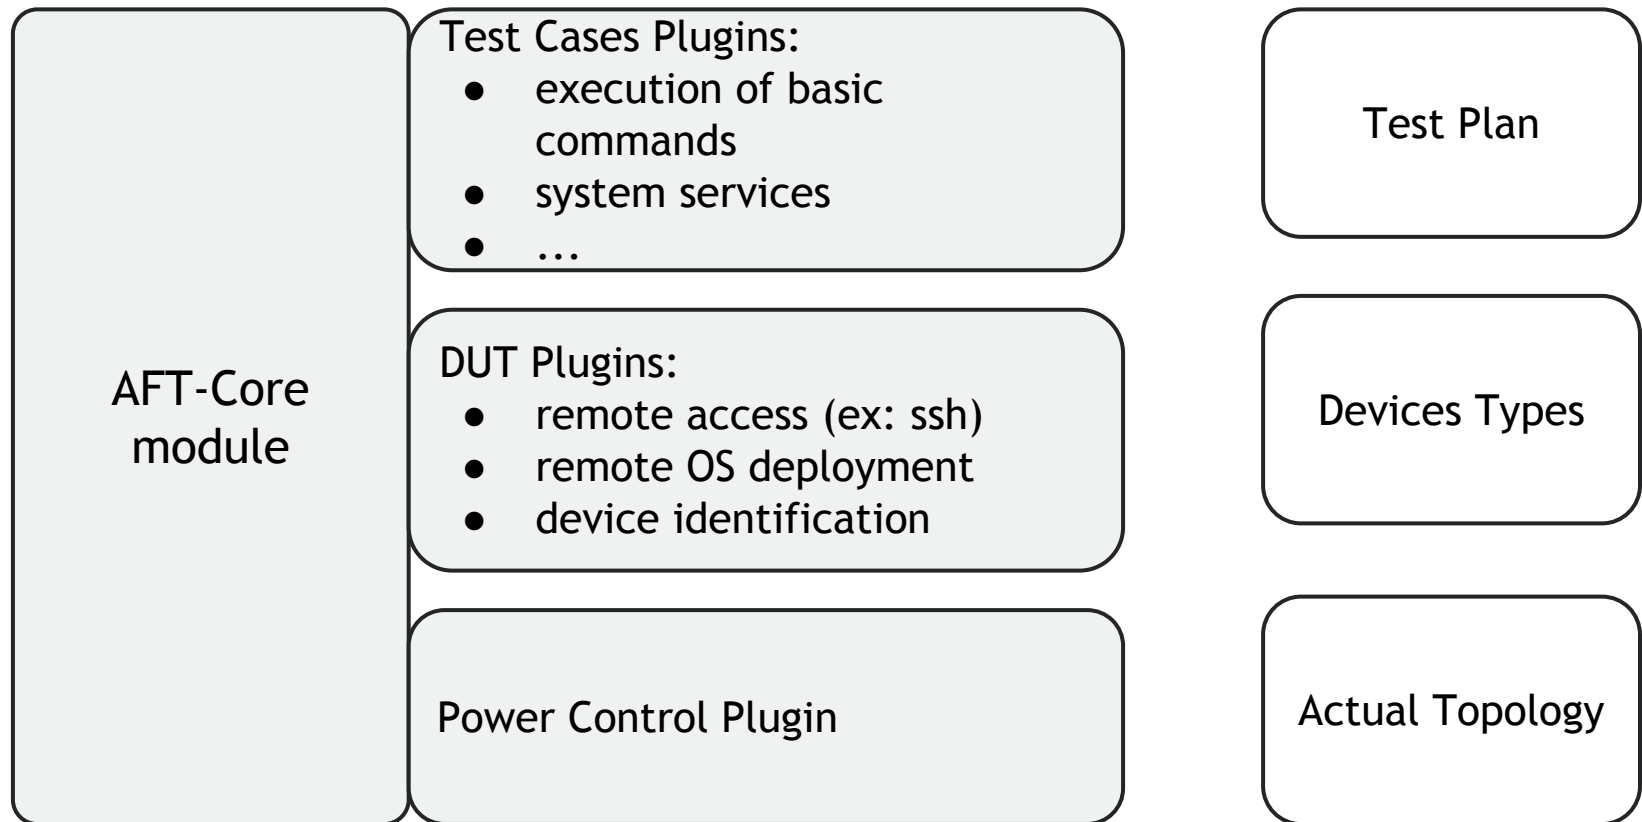 AFT-Core
module
Test Cases Plugins:
● execution of basic
commands
● system services
● ...
DUT Plugins:
● remote access (ex: ssh)
● remote OS deployment
● device identification
Power Control Plugin
Test Plan
Devices Types
Actual Topology